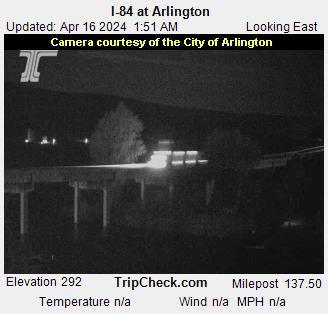 I-84 at Arlington
Updated: Apr 16 2024 1:51 AM Looking East
Camera courtesy of the City of Arlington
Elevation 292 TripCheck.com Milepost 137.50
Temperature n/a Wind n/a MPH n/a